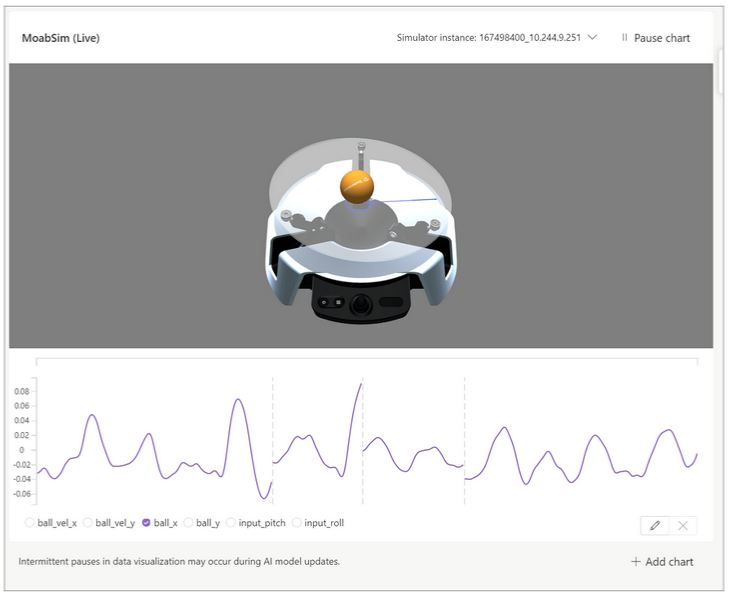 MoabSim (Live)
Simulator instance: 167498400_10.244.9.251
Pause chart
0.08
0.06
0.04
0.02
0
-0.02
-0.04
-0.06
ball_vel_x ball_vel_y ball_x ball_y input_pitch input_roll
Intermittent pauses in data visualization may occur during AI model updates.
Add chart